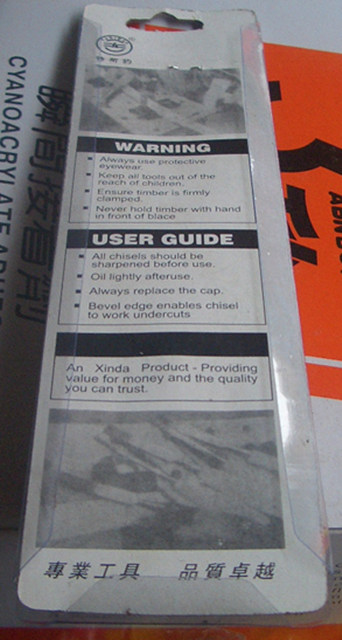 WARNING
Always use protective
eyewear.
Keep all tools out of the
reach of children.
Ensure timber is firmly
clamped.
Never hold timber with hand
in front of blace
USER GUIDE
All chisels should be
sharpened before use.
Oil lightly afteruse.
Always replace the cap.
Bevel edge enables chisel
to work undercuts
An Xinda Product - Providing
value for money and the quality
you can trust.
專業工具 品質卓越
CYANOACRYLATE
瞬間接着剤